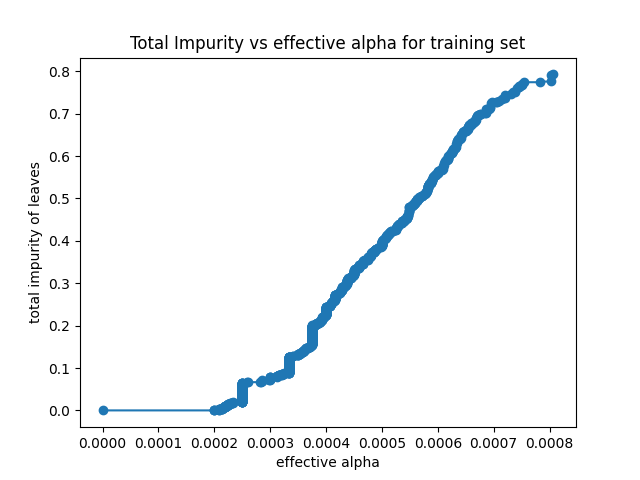 Total Impurity vs effective alpha for training set
0.8
0.7
0.6
0.5
0.4
0.3
0.2
0.1
0.0
total impurity of leaves
0.0000 0.0001 0.0002 0.0003 0.0004 0.0005 0.0006 0.0007 0.0008
effective alpha